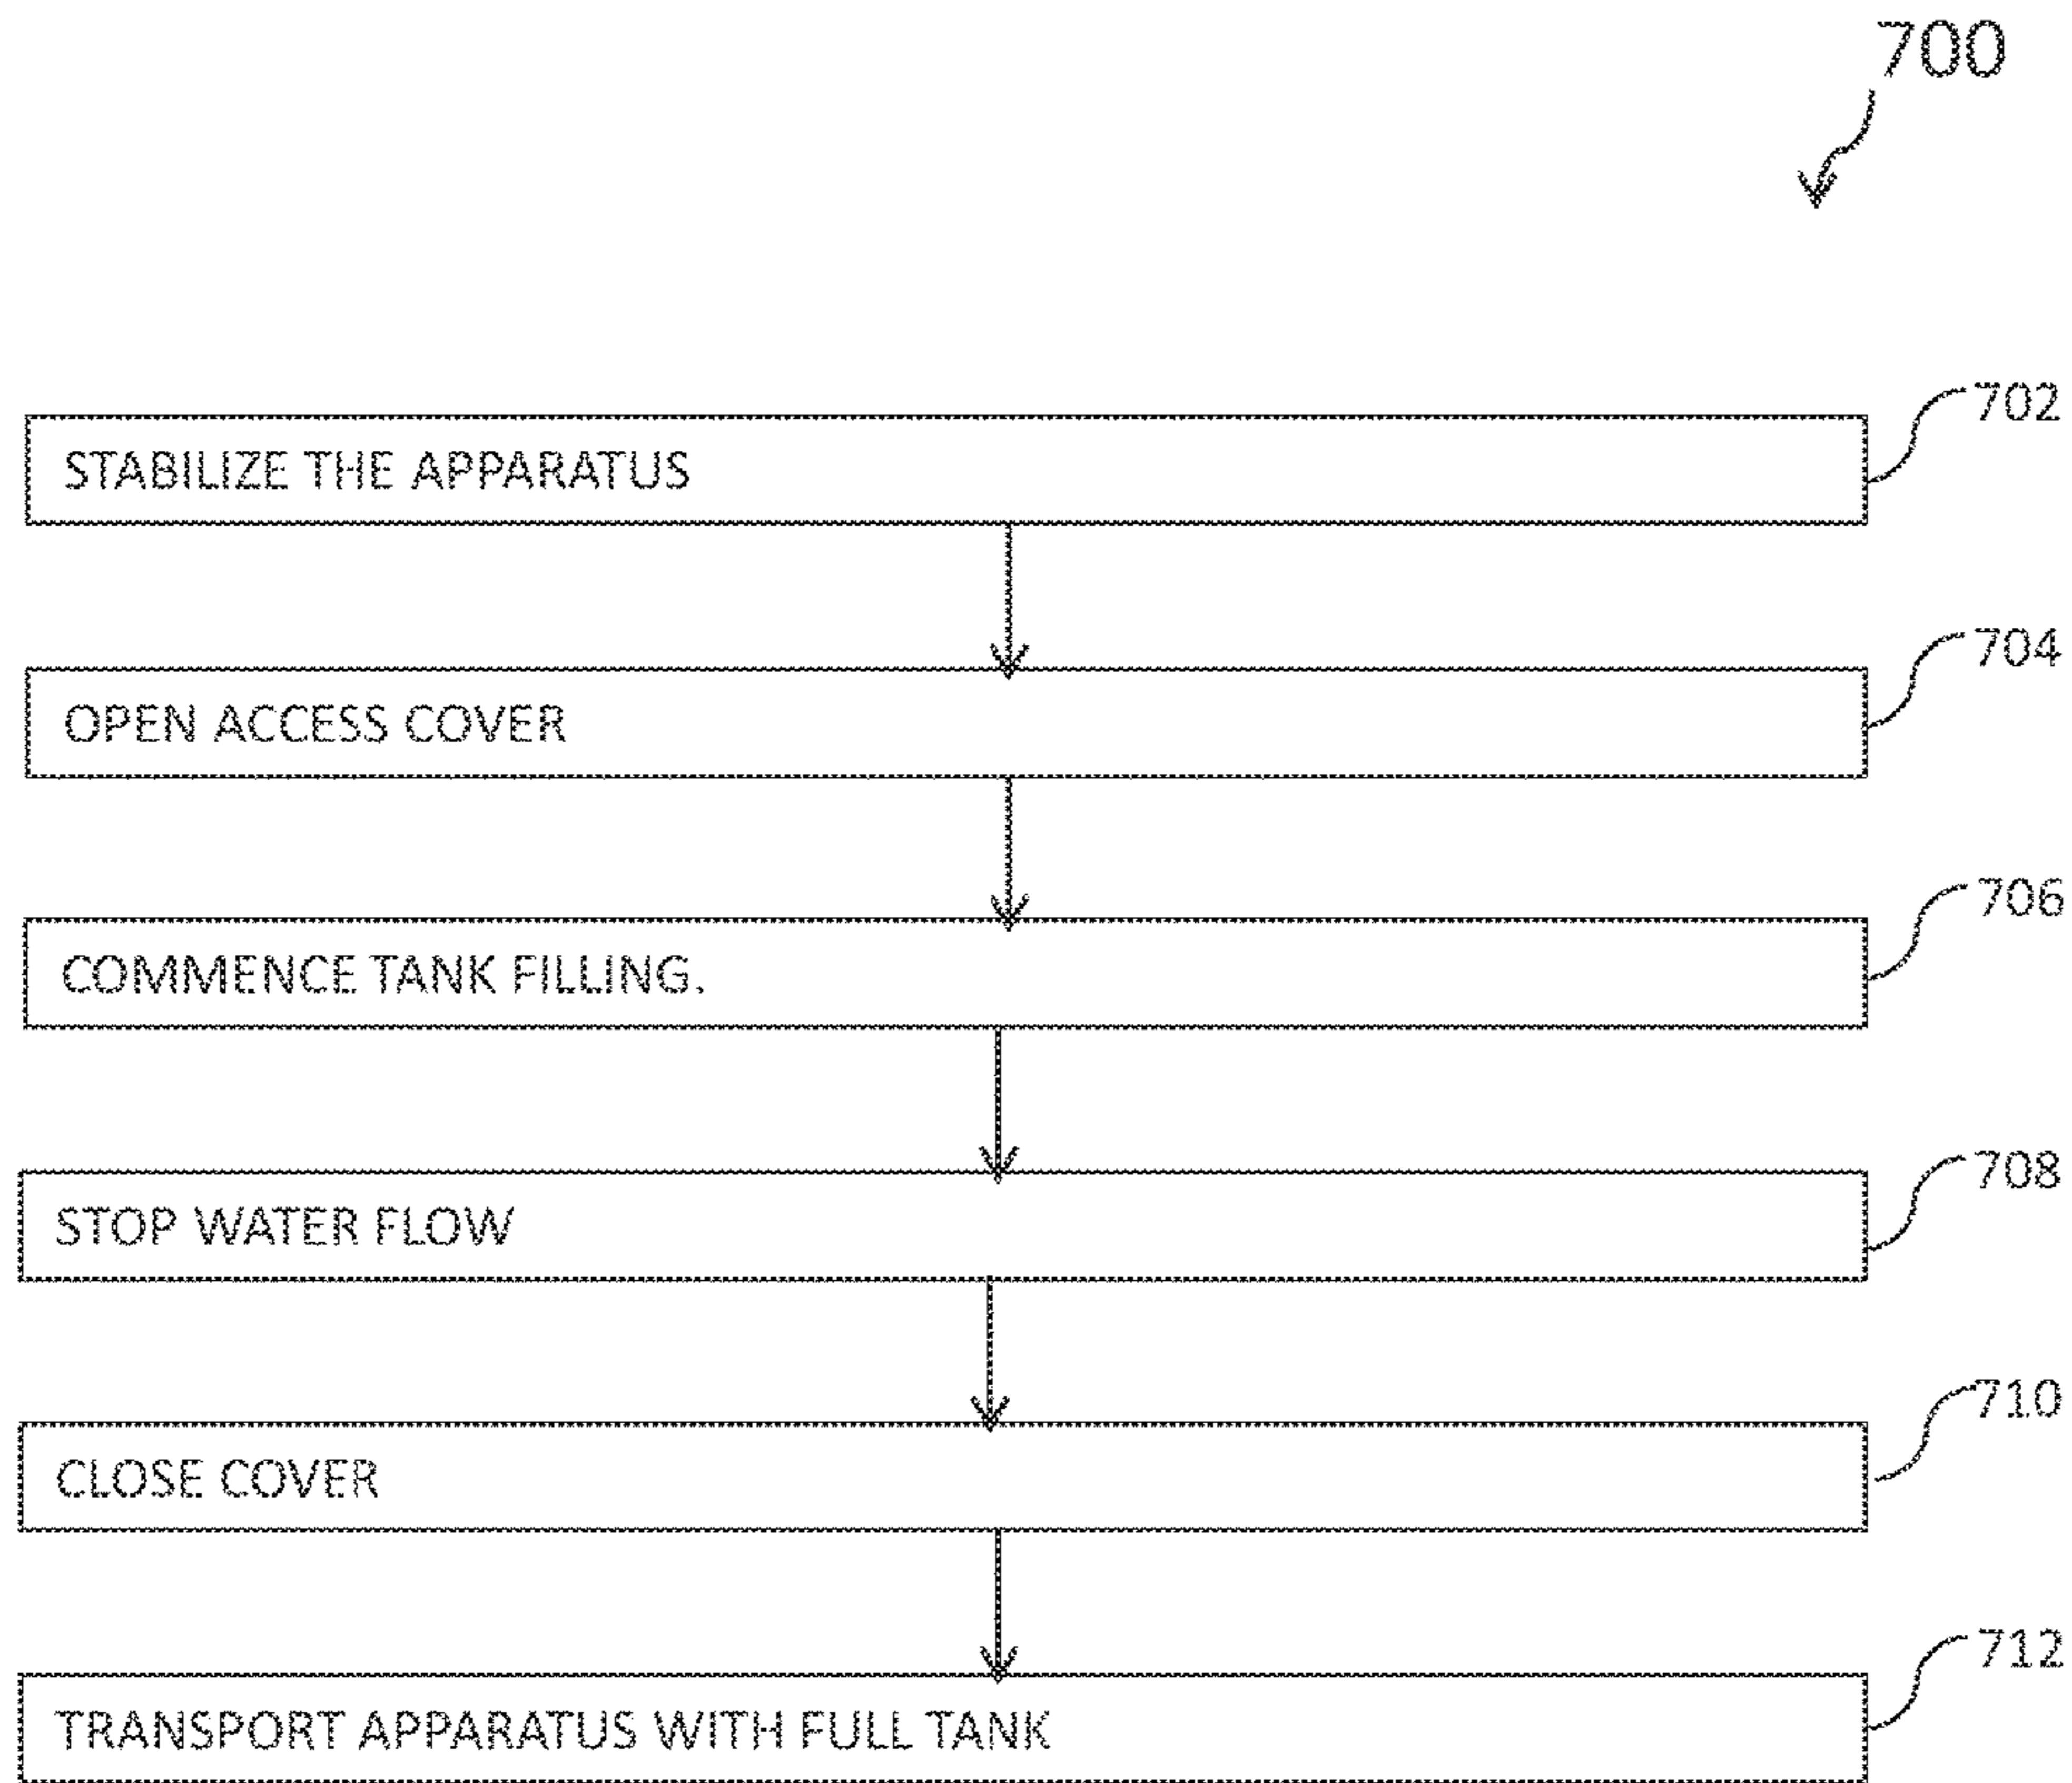 700
702
STABILIZE THE APPARATUS
704
OPEN ACCESS COVER
706
COMMENCE TANK FILLING.
708
STOP WATER FLOW
710
CLOSE COVER
712
TRANSPORT APPARATUS WITH FULL TANK